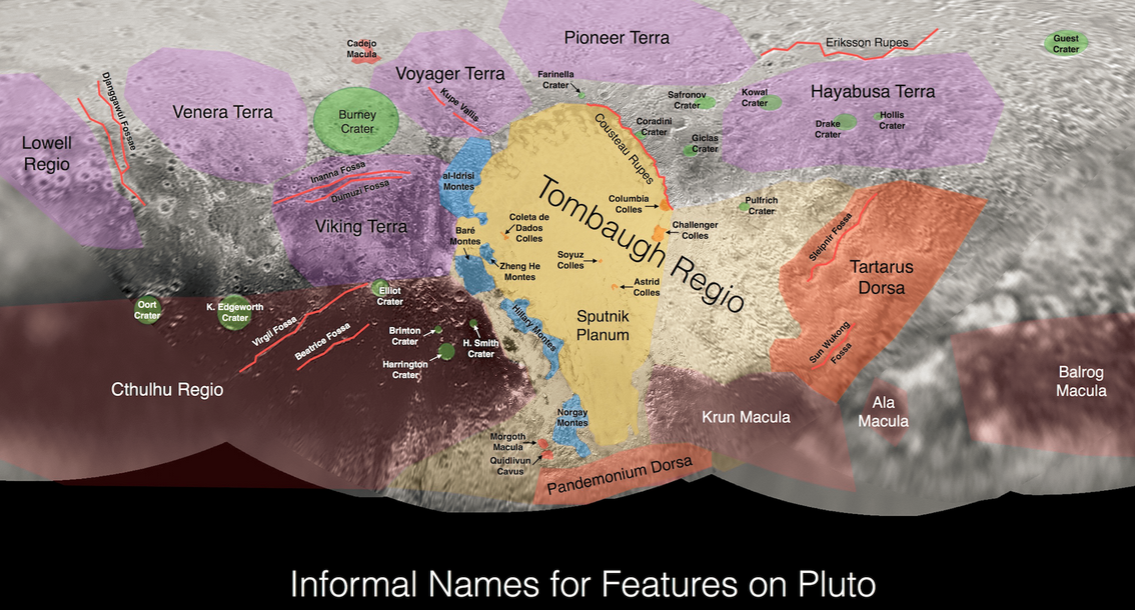 Pioneer Terra
Eriksson Rupes
Guest
Crater
Cadejo
Macula
Voyager Terra
Farinella
Crater
Djanggawul Fossae
Venera Terra
Burney
Crater
Kupe Vallis
Safronov
Crater
Kowal
Crater
Hayabusa Terra
Lowell
Regio
Cousteau Rupes
Coradini
Crater
Giclas
Crater
Drake
Crater
Hollis
Crater
Inanna Fossa
Dumuzi Fossa
al-Idrisi
Montes
Viking Terra
Tombaugh Regio
Columbia
Colles
Pulfrich
Crater
Coleta de
Dados
Colles
Challenger
Colles
Sleipnir Fossa
Baré
Montes
Zheng He
Montes
Soyuz
Colles
Astrid
Colles
Tartarus
Dorsa
Oort
Crater
K. Edgeworth
Crater
Elliot
Crater
Virgil Fossa
Beatrice Fossa
Brinton
Crater
H. Smith
Crater
Harrington
Crater
Hillary Montes
Sputnik
Planum
Sun Wukong
Fossa
Cthulhu Regio
Krun Macula
Ala
Macula
Balrog
Macula
Norgay
Montes
Morgoth
Macula
Quidlivun
Cavus
Pandemonium Dorsa
Informal Names for Features on Pluto